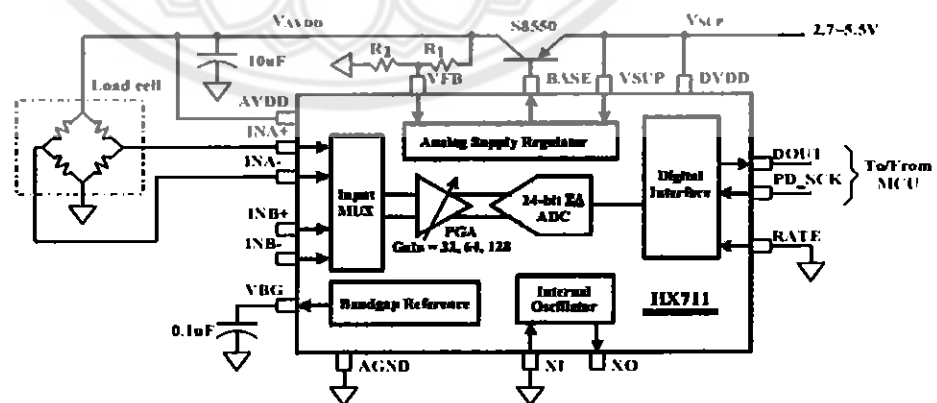 VAVDD
S8550
VSUP
2.7~5.5V
R2 R1
10uF
VFB BASE VSUP DVDD
Load cell
AVDD
INA+
INA-
INB+
INB-
VBG
0.1uF
Analog Supply Regulator
Input
MUX
PGA
Gain = 32, 64, 128
24-bit ΣΔ
ADC
Digital
Interface
DOUT
PD_SCK
To/From
MCU
RATE
Bandgap Reference
Internal
Oscillator
HX711
AGND XI XO